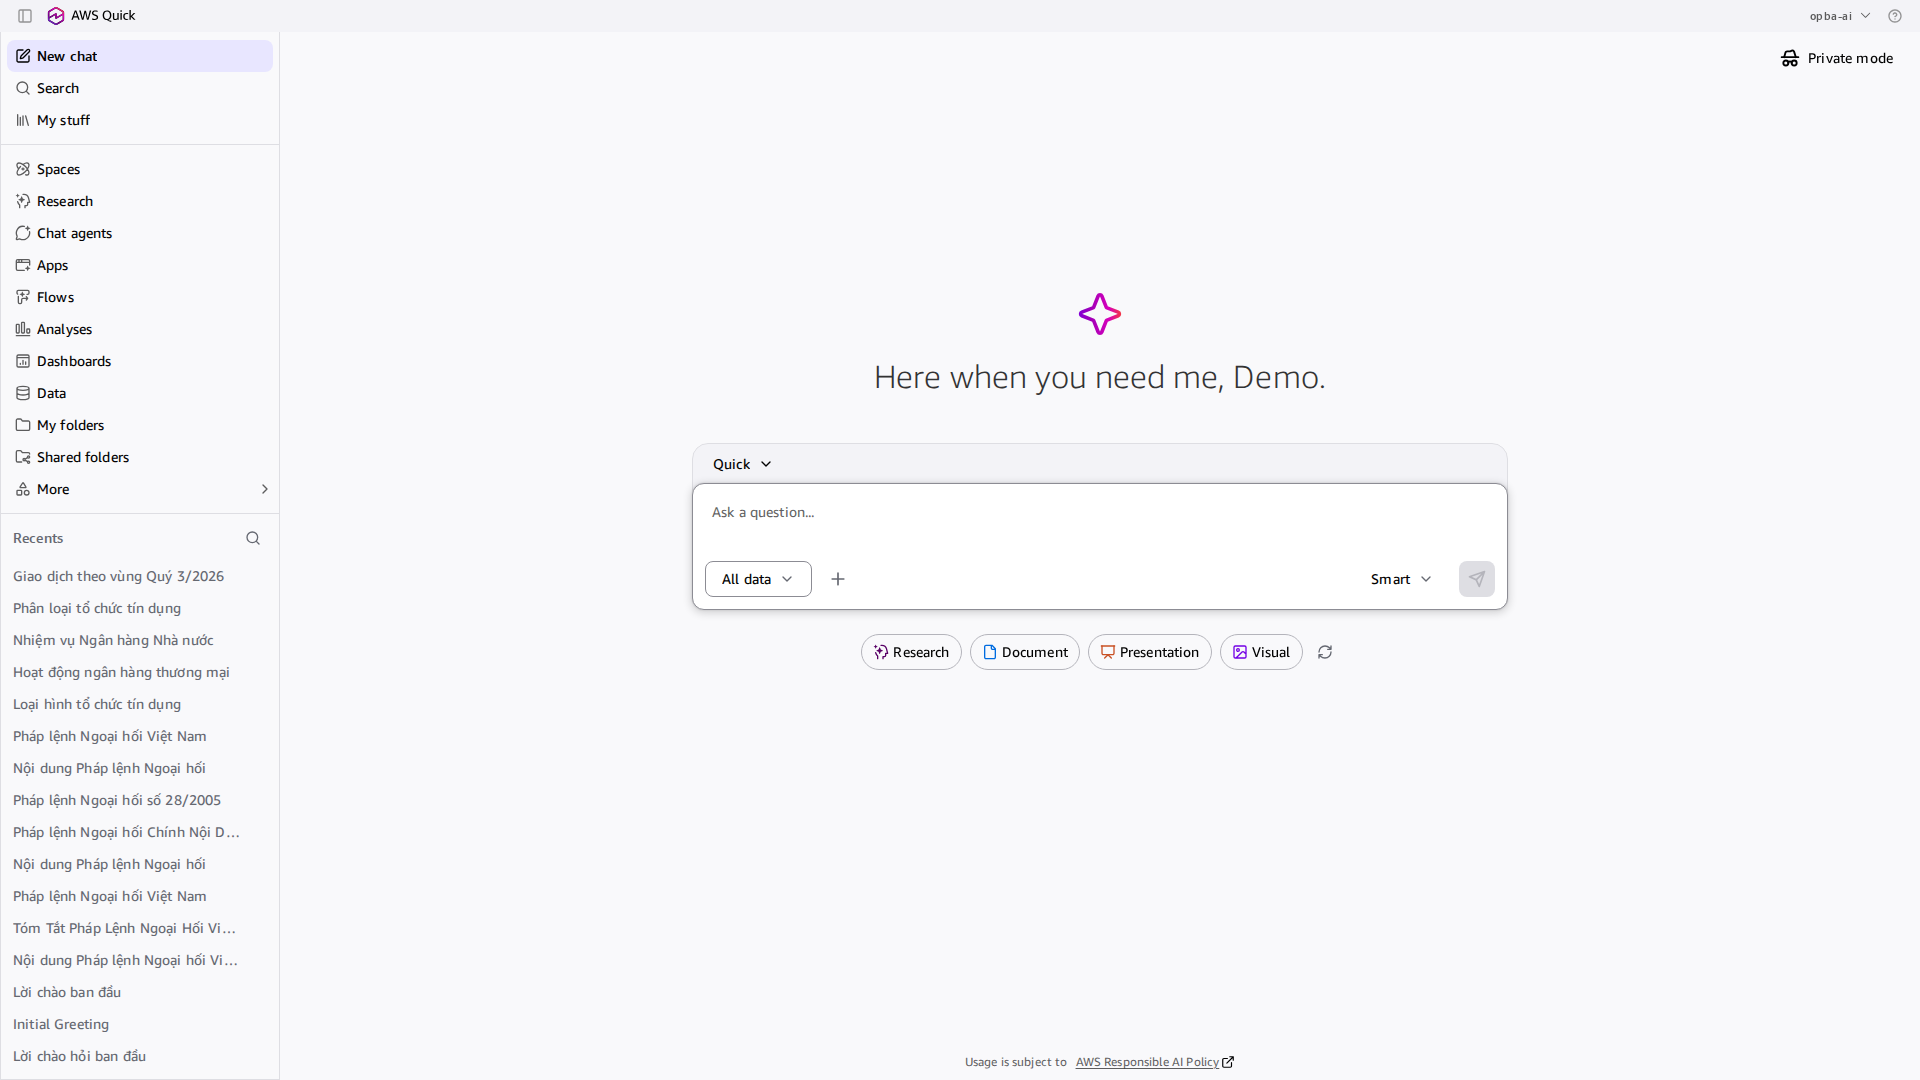 AWS Quick
opba-ai
New chat
Search
My stuff
Private mode
Spaces
Research
Chat agents
Apps
Flows
Analyses
Dashboards
Data
My folders
Shared folders
More
Recents
Giao dịch theo vùng Quý 3/2026
Phân loại tổ chức tín dụng
Nhiệm vụ Ngân hàng Nhà nước
Hoạt động ngân hàng thương mại
Loại hình tổ chức tín dụng
Pháp lệnh Ngoại hối Việt Nam
Nội dung Pháp lệnh Ngoại hối
Pháp lệnh Ngoại hối số 28/2005
Pháp lệnh Ngoại hối Chính Nội D...
Nội dung Pháp lệnh Ngoại hối
Pháp lệnh Ngoại hối Việt Nam
Tóm Tắt Pháp Lệnh Ngoại Hối Vi...
Nội dung Pháp lệnh Ngoại hối Vi...
Lời chào ban đầu
Initial Greeting
Lời chào hỏi ban đầu
Here when you need me, Demo.
Quick
Ask a question...
All data
Smart
Research
Document
Presentation
Visual
Usage is subject to AWS Responsible AI Policy